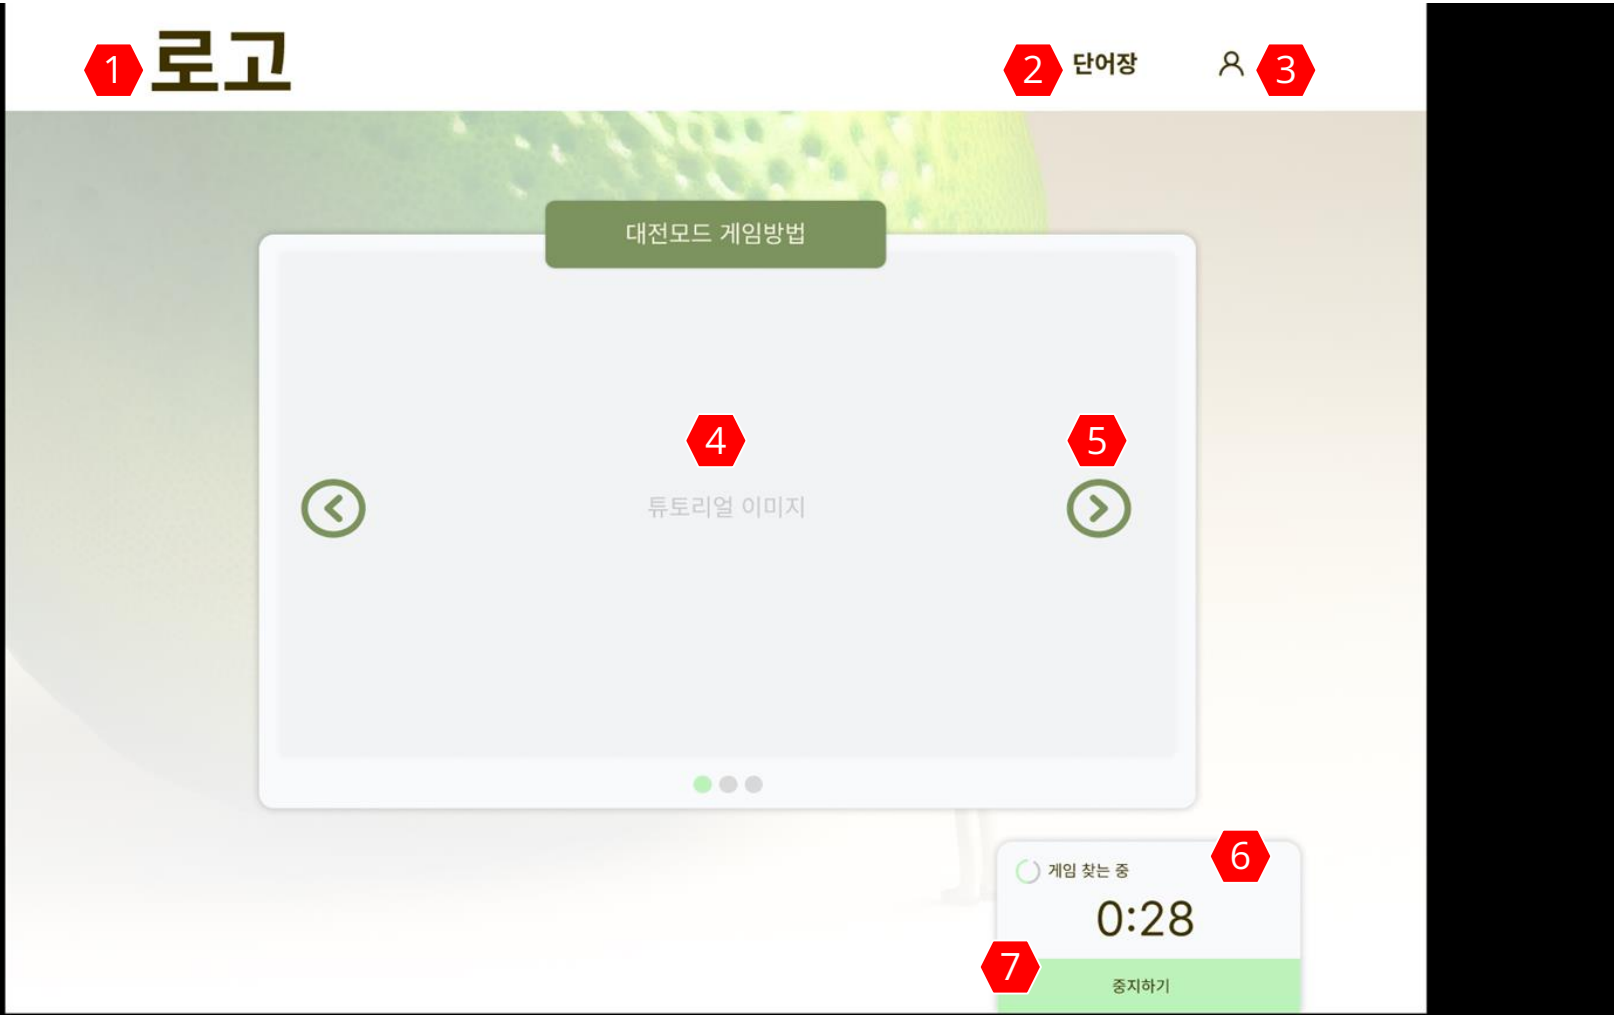 1 로고
2 단어장 3
대전모드 게임방법
4 5
튜토리얼 이미지
6
게임 찾는 중
0:28
7
중지하기